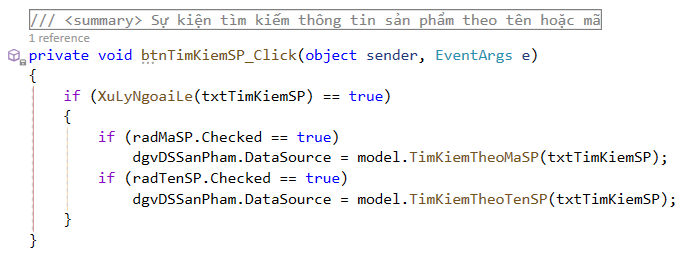 /// <summary> Sự kiện tìm kiếm thông tin sản phẩm theo tên hoặc mã
1 reference
private void btnTimKiemSP_Click(object sender, EventArgs e)
{
    if (XuLyNgoaiLe(txtTimKiemSP) == true)
    {
        if (radMaSP.Checked == true)
            dgvDSSanPham.DataSource = model.TimKiemTheoMaSP(txtTimKiemSP);
        if (radTenSP.Checked == true)
            dgvDSSanPham.DataSource = model.TimKiemTheoTenSP(txtTimKiemSP);
    }
}